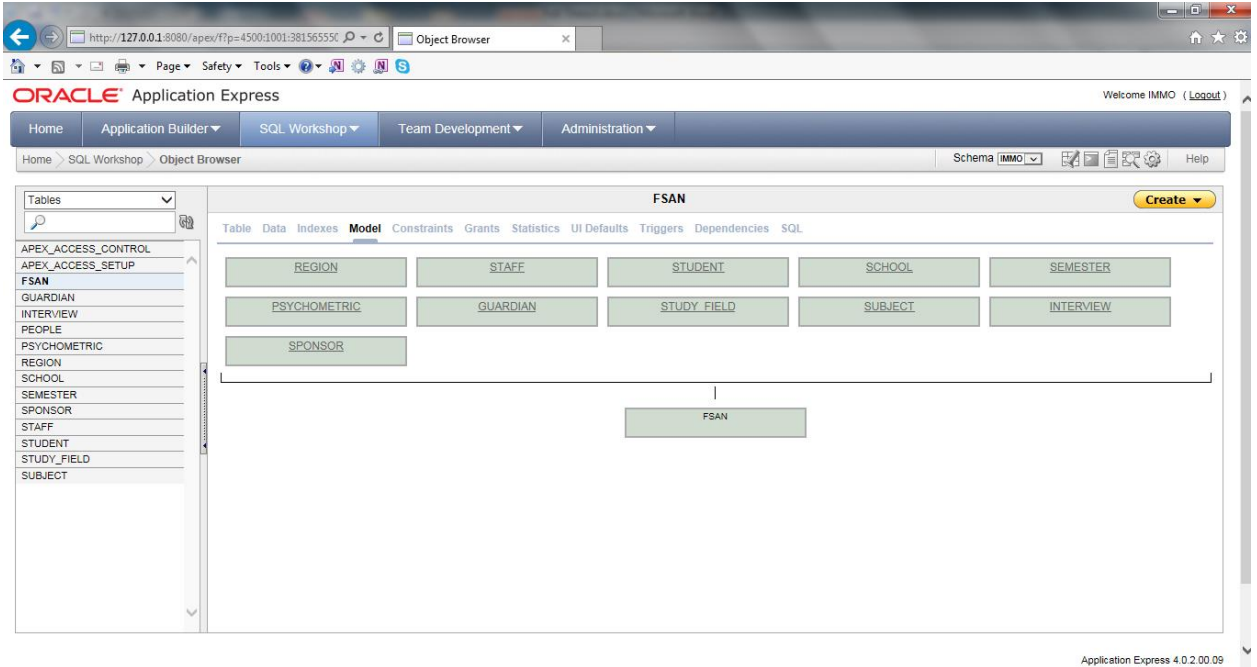 http://127.0.0.1:8080/apex/f?p=4500:1001:38156555 Object Browser
Page Safety Tools
ORACLE Application Express Welcome IMMO ( Logout )
Home Application Builder SQL Workshop Team Development Administration
Home SQL Workshop Object Browser Schema IMMO Help
Tables FSAN Create
Table Data Indexes Model Constraints Grants Statistics UI Defaults Triggers Dependencies SQL
APEX_ACCESS_CONTROL
APEX_ACCESS_SETUP
FSAN
GUARDIAN
INTERVIEW
PEOPLE
PSYCHOMETRIC
REGION
SCHOOL
SEMESTER
SPONSOR
STAFF
STUDENT
STUDY_FIELD
SUBJECT
REGION STAFF STUDENT SCHOOL SEMESTER
PSYCHOMETRIC GUARDIAN STUDY_FIELD SUBJECT INTERVIEW
SPONSOR
FSAN
Application Express 4.0.2.00.09